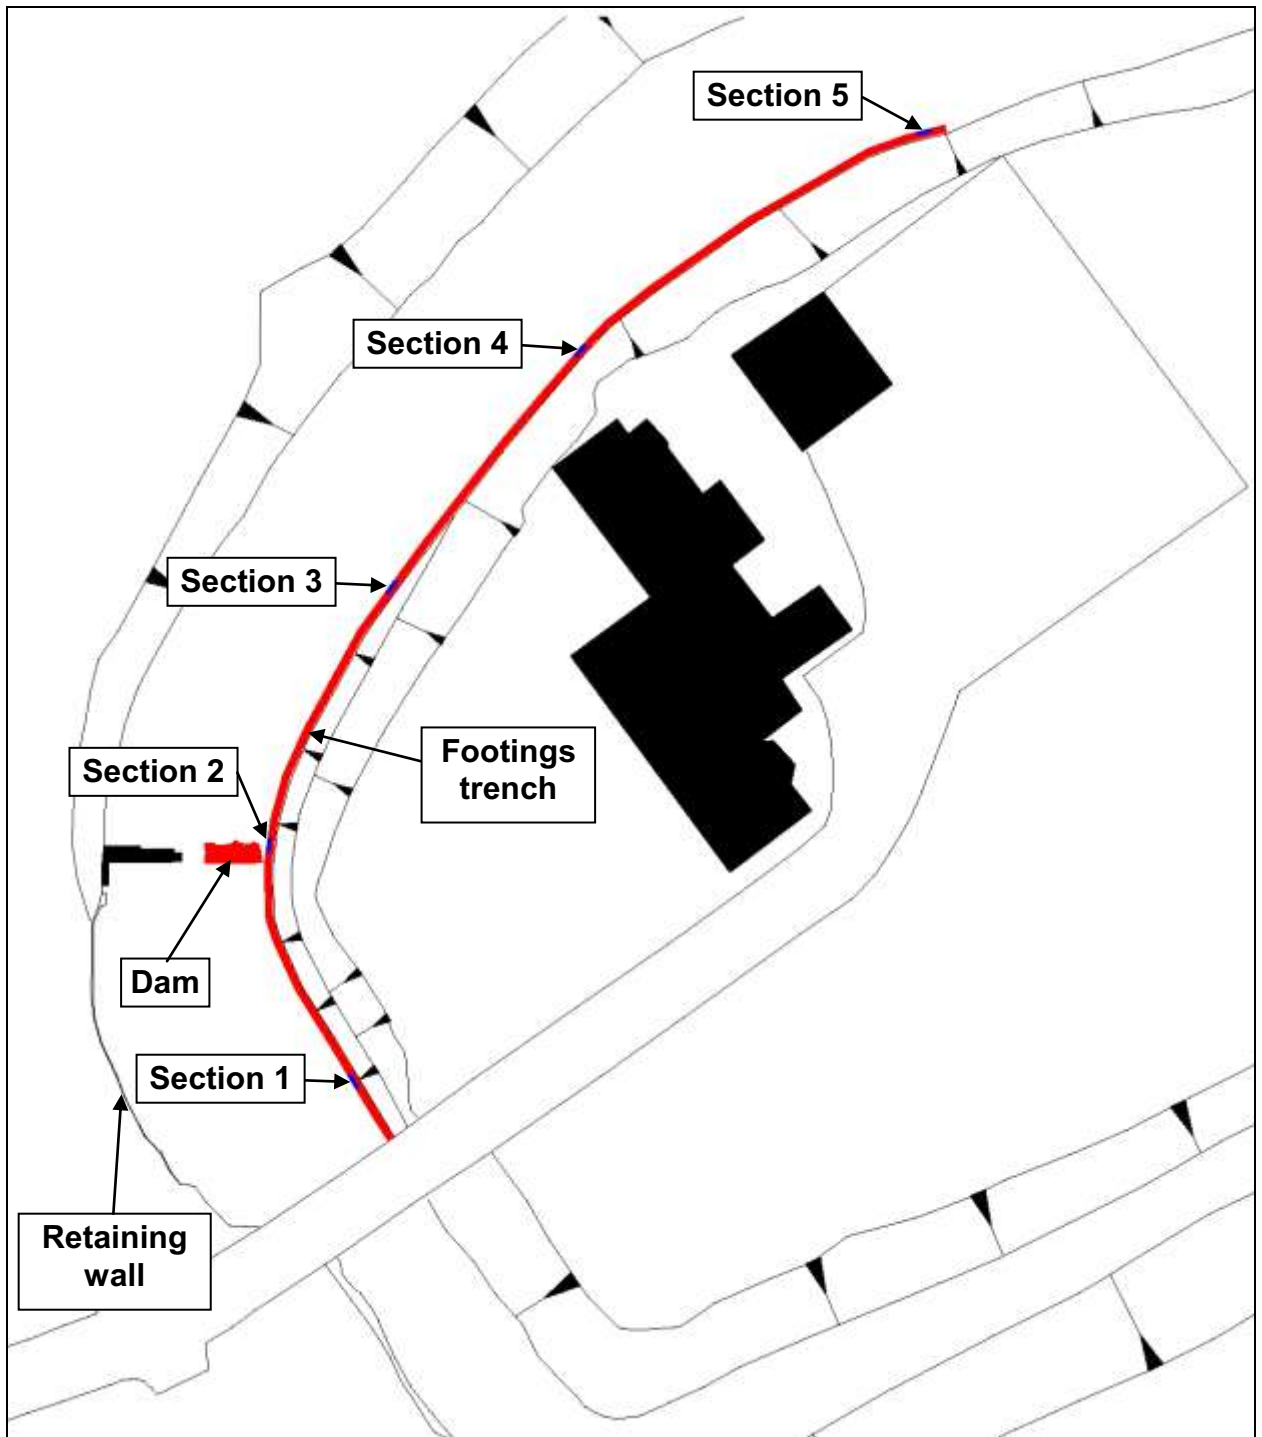 Section 5
Section 4
Section 3
Footings
trench
Section 2
Dam
Section 1
Retaining
wall